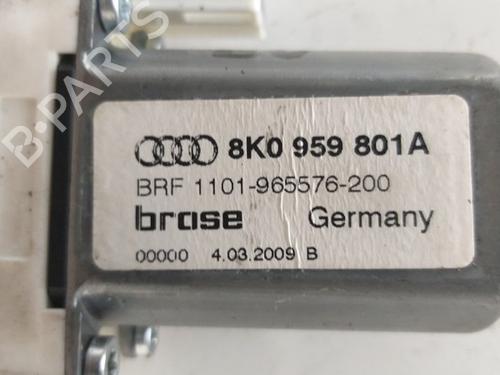 B-PARTS
8K0 959 801A
BRF 1101-965576-200
brose Germany
00000 4.03.2009 B